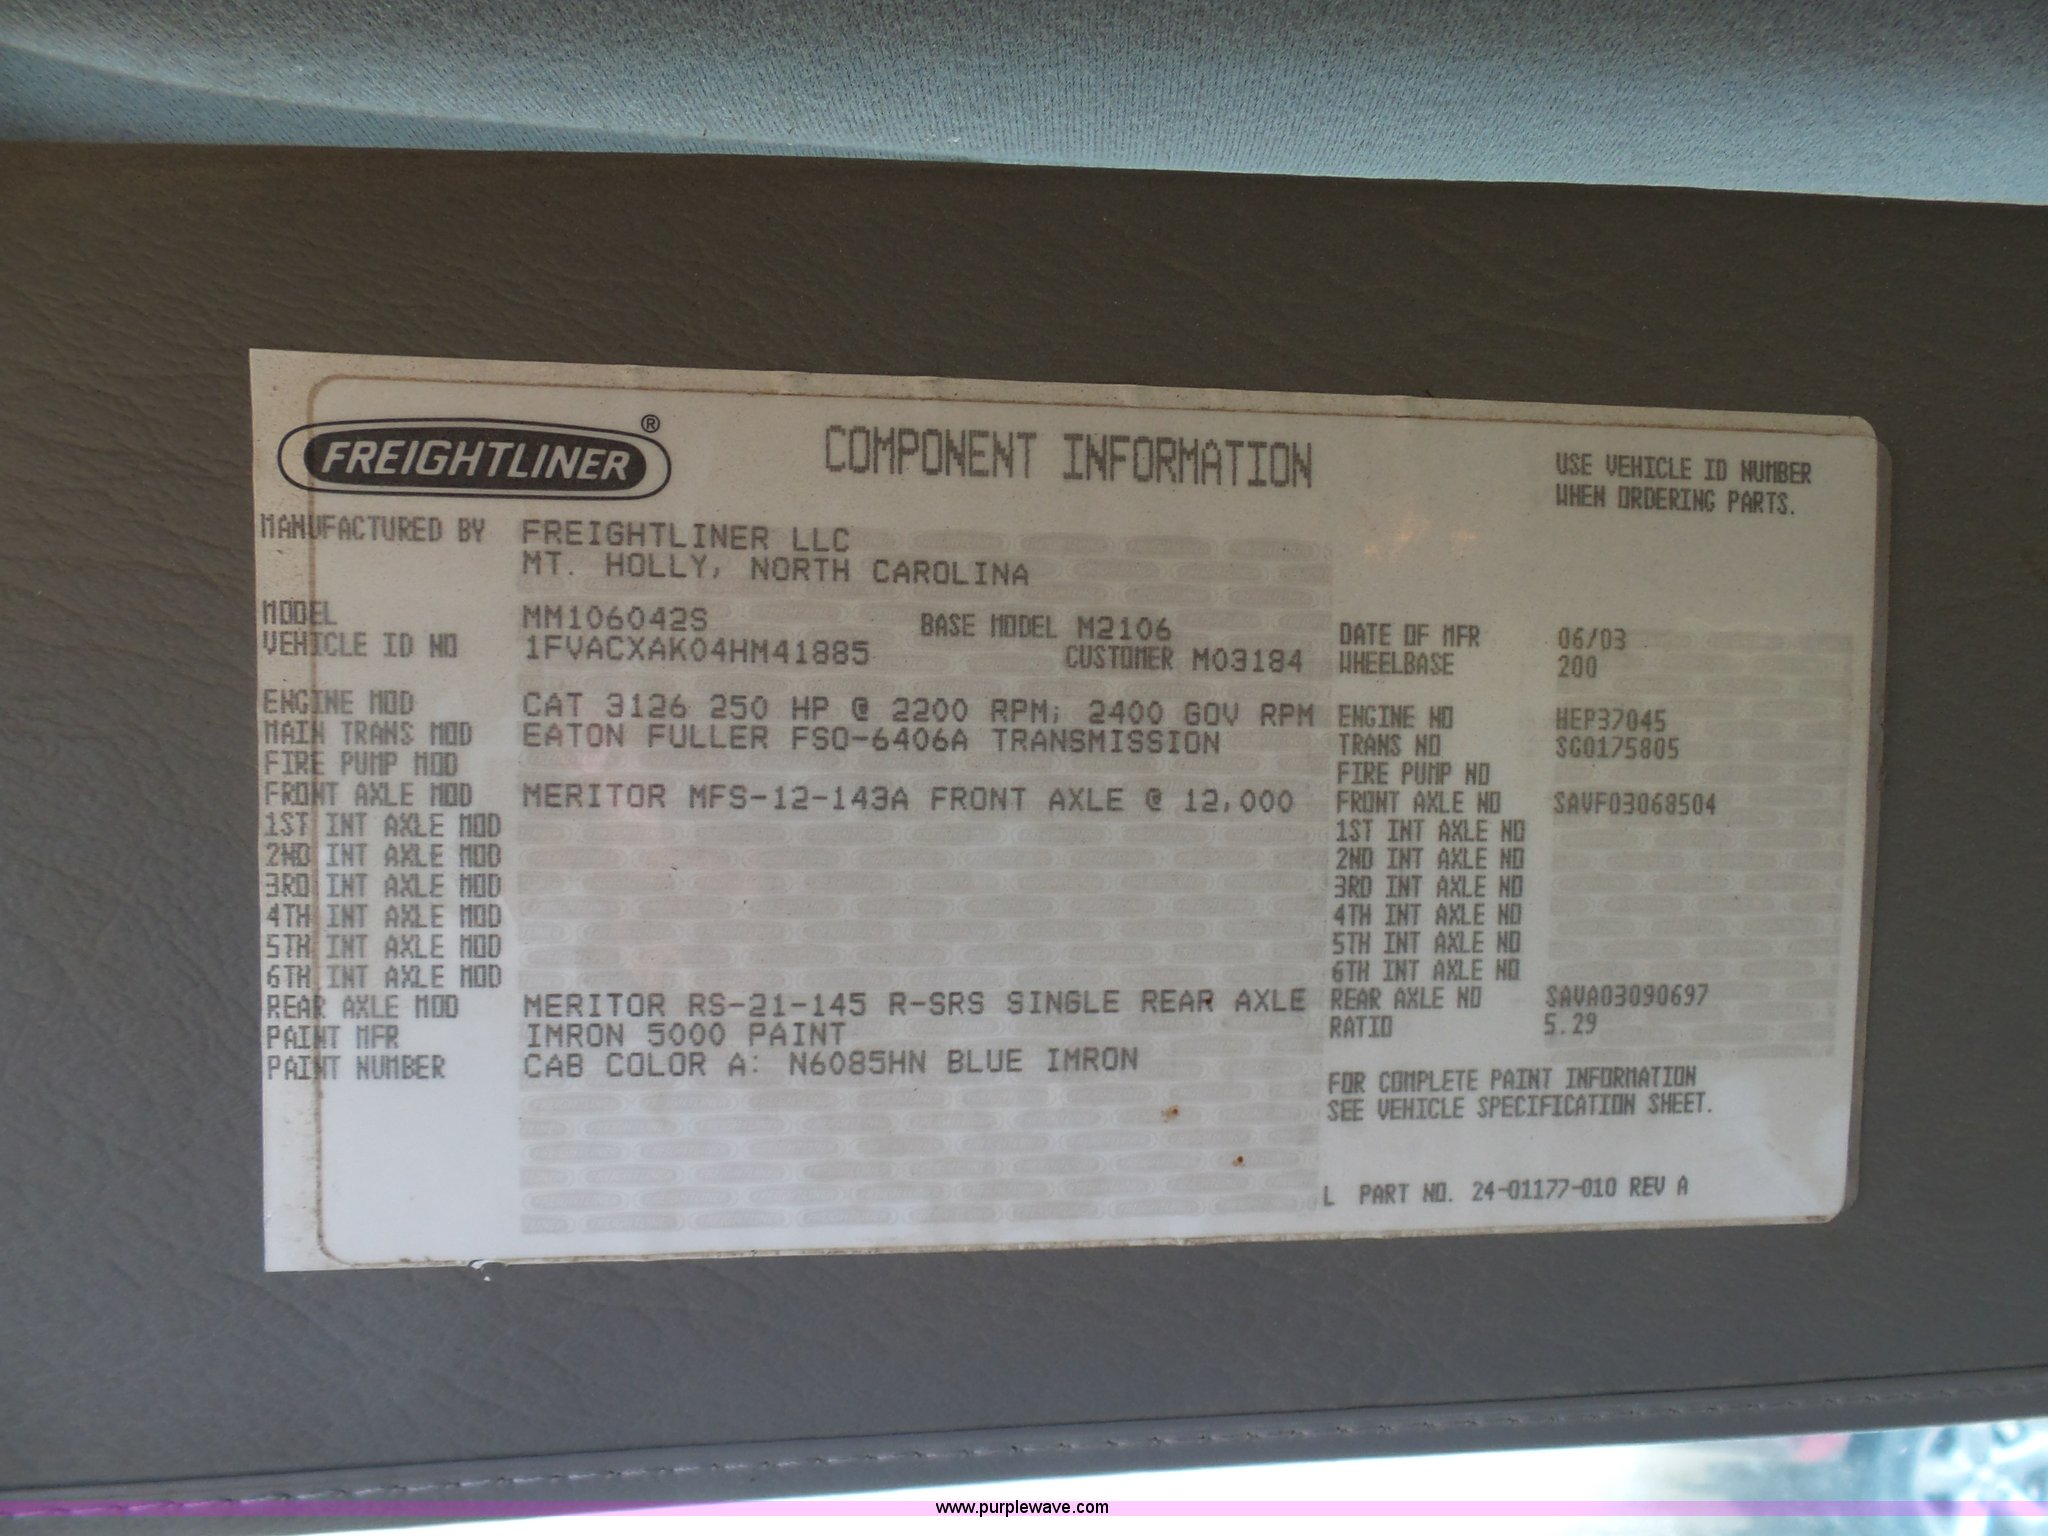 FREIGHTLINER ®
COMPONENT INFORMATION
USE VEHICLE ID NUMBER
WHEN ORDERING PARTS.
MANUFACTURED BY FREIGHTLINER LLC
MT. HOLLY, NORTH CAROLINA
MODEL MM106042S BASE MODEL M2106 DATE OF MFR 06/03
VEHICLE ID NO 1FVACXAK04HM41885 CUSTOMER M03184 WHEELBASE 200
ENGINE MOD CAT 3126 250 HP @ 2200 RPM; 2400 GOV RPM ENGINE NO HEP37045
MAIN TRANS MOD EATON FULLER FSO-6406A TRANSMISSION TRANS NO SG0175805
FIRE PUMP MOD FIRE PUMP NO
FRONT AXLE MOD MERITOR MFS-12-143A FRONT AXLE @ 12,000 FRONT AXLE NO SAVF03068504
1ST INT AXLE MOD 1ST INT AXLE NO
2ND INT AXLE MOD 2ND INT AXLE NO
3RD INT AXLE MOD 3RD INT AXLE NO
4TH INT AXLE MOD 4TH INT AXLE NO
5TH INT AXLE MOD 5TH INT AXLE NO
6TH INT AXLE MOD 6TH INT AXLE NO
REAR AXLE MOD MERITOR RS-21-145 R-SRS SINGLE REAR AXLE REAR AXLE NO SAVA03090697
PAINT MFR IMRON 5000 PAINT RATIO 5.29
PAINT NUMBER CAB COLOR A: N6085HN BLUE IMRON
FOR COMPLETE PAINT INFORMATION
SEE VEHICLE SPECIFICATION SHEET.
L PART NO. 24-01177-010 REV A
www.purplewave.com